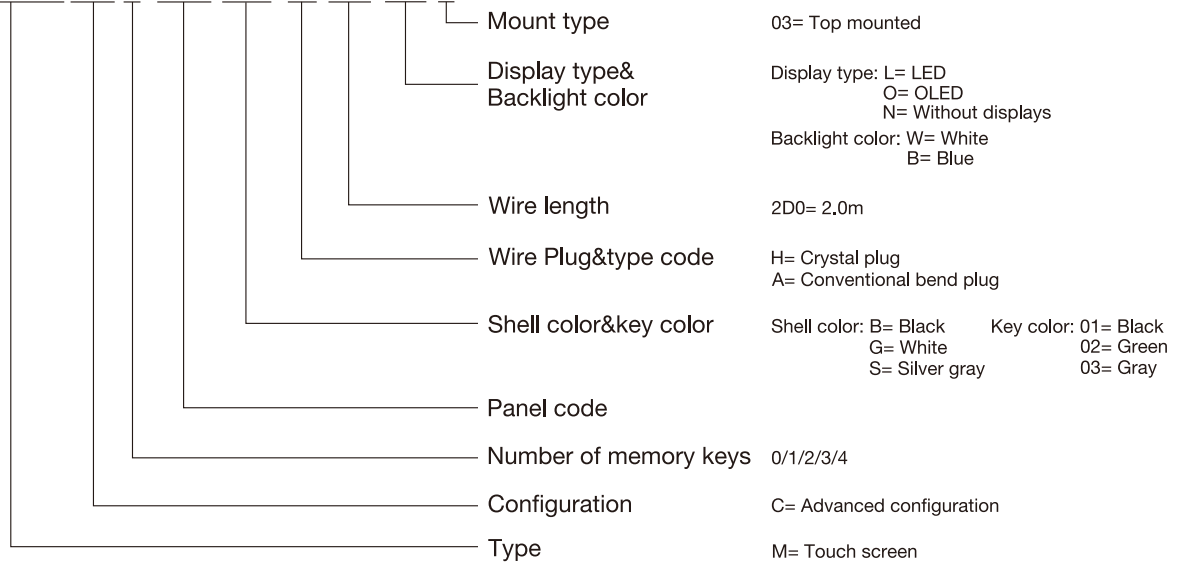 Mount type 03= Top mounted
Display type& Display type: L= LED
Backlight color O= OLED
N= Without displays
Backlight color: W= White
B= Blue
Wire length 2D0= 2.0m
Wire Plug&type code H= Crystal plug
A= Conventional bend plug
Shell color&key color Shell color: B= Black Key color: 01= Black
G= White 02= Green
S= Silver gray 03= Gray
Panel code
Number of memory keys 0/1/2/3/4
Configuration C= Advanced configuration
Type M= Touch screen